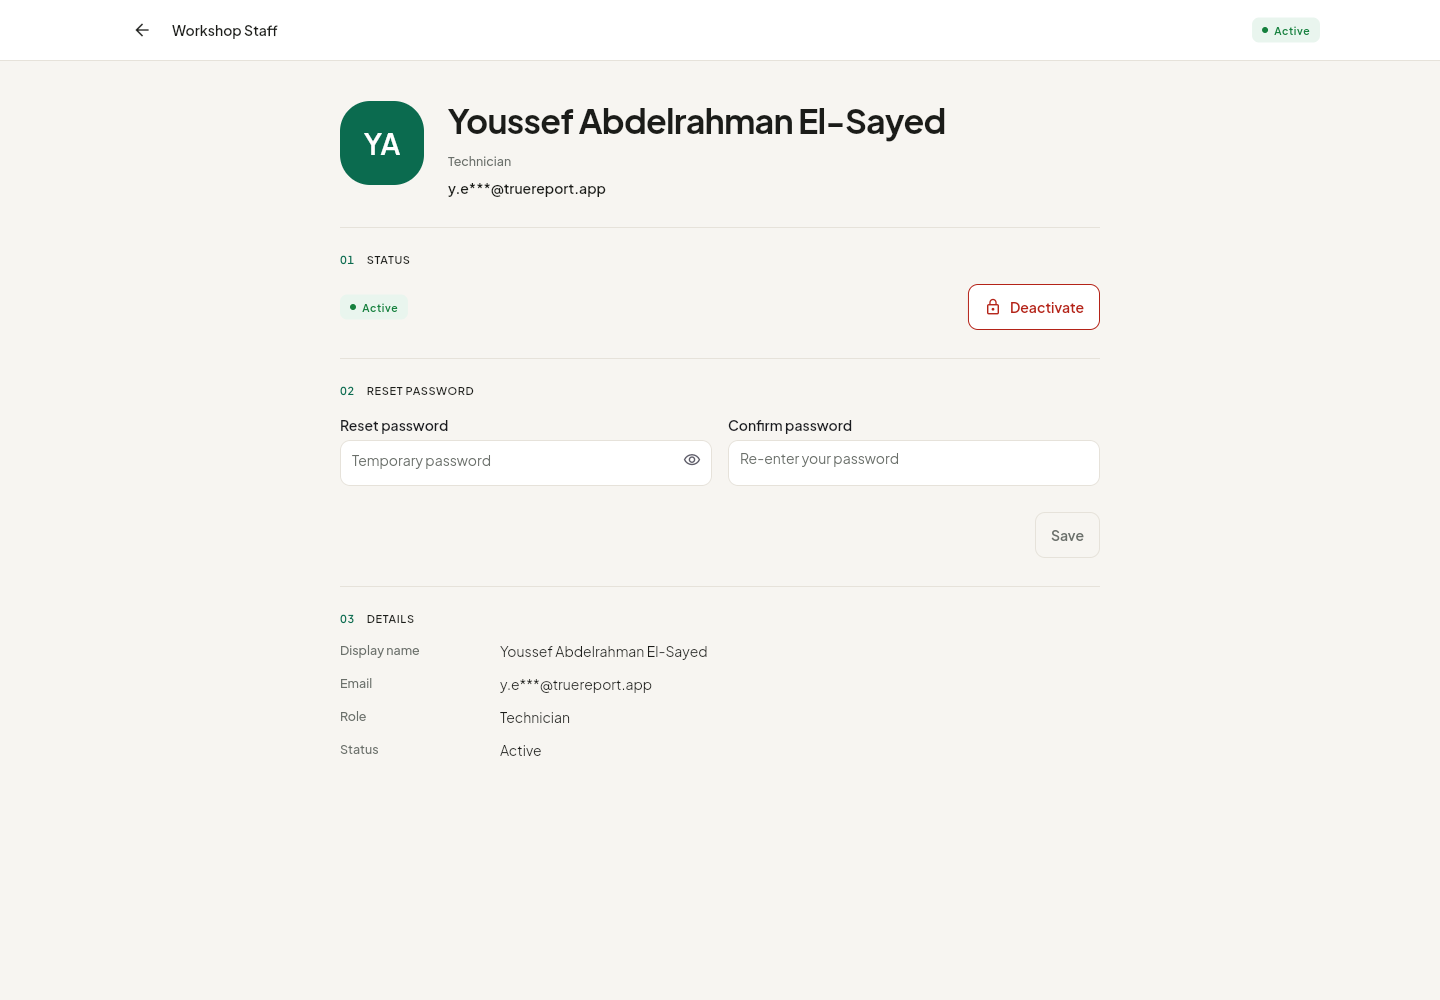 Workshop Staff
Active
YA
Youssef Abdelrahman El-Sayed
Technician
y.e***@truereport.app
01 STATUS
Active
Deactivate
02 RESET PASSWORD
Reset password
Confirm password
Temporary password
Re-enter your password
Save
03 DETAILS
Display name Youssef Abdelrahman El-Sayed
Email y.e***@truereport.app
Role Technician
Status Active